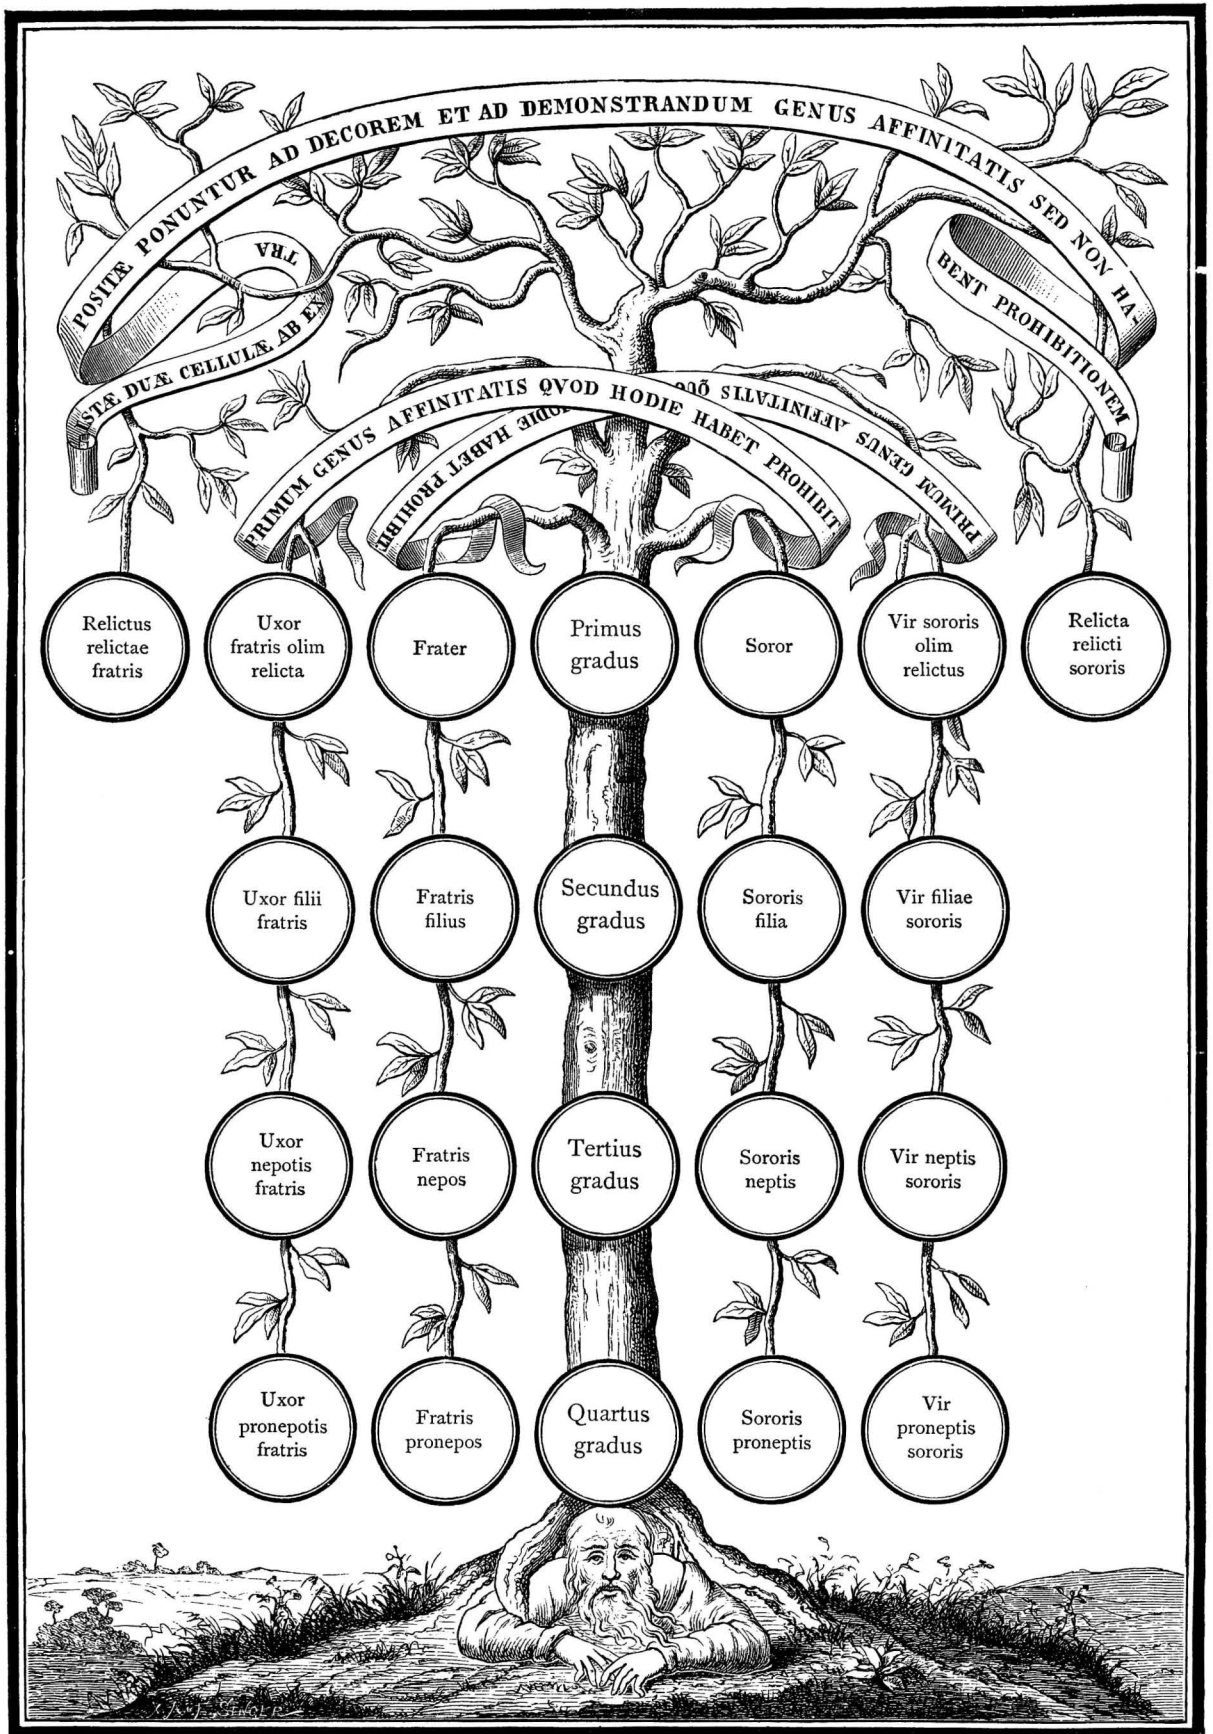 ISTÆ DUÆ CELLULÆ AB EX
TRA
POSITÆ PONUNTUR AD DECOREM ET AD DEMONSTRANDUM GENUS AFFINITATIS SED NON HA-
BENT PROHIBITIONEM
PRIMUM GENUS AFFINITATIS QVOD HODIE HABET PROHIBIT
PRIMUM GENUS AFFINITATIS QUO
ODIE HABET PROHIBIT
Relictus
relictae
fratris
Uxor
fratris olim
relicta
Frater
Primus
gradus
Soror
Vir sororis
olim
relictus
Relicta
relicti
sororis
Uxor filii
fratris
Fratris
filius
Secundus
gradus
Sororis
filia
Vir filiae
sororis
Uxor
nepotis
fratris
Fratris
nepos
Tertius
gradus
Sororis
neptis
Vir neptis
sororis
Uxor
pronepotis
fratris
Fratris
pronepos
Quartus
gradus
Sororis
proneptis
Vir
proneptis
sororis